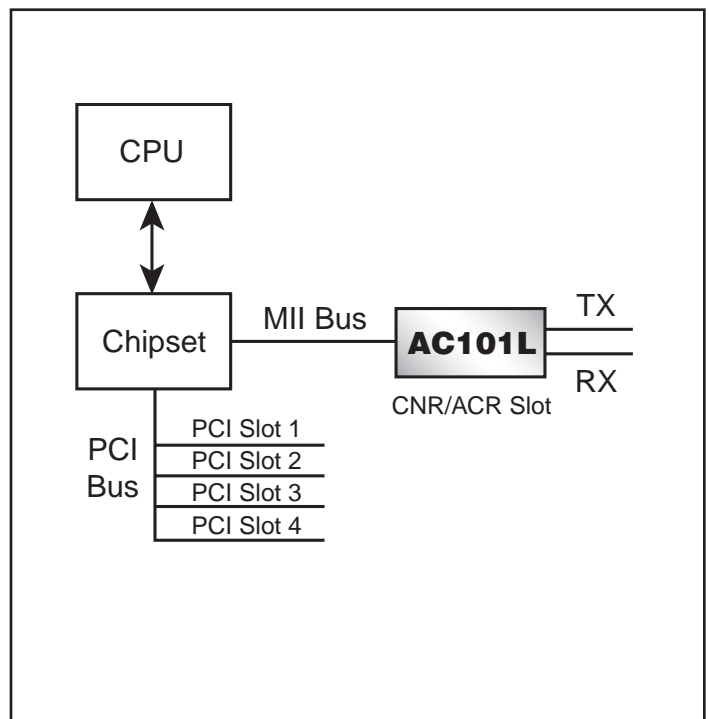 CPU
Chipset
MII Bus
AC101L
TX
RX
CNR/ACR Slot
PCI
Bus
PCI Slot 1
PCI Slot 2
PCI Slot 3
PCI Slot 4